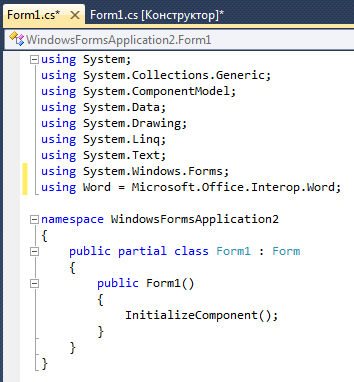 Form1.cs* Form1.cs [Конструктор]*
WindowsFormsApplication2.Form1
using System;
using System.Collections.Generic;
using System.ComponentModel;
using System.Data;
using System.Drawing;
using System.Linq;
using System.Text;
using System.Windows.Forms;
using Word = Microsoft.Office.Interop.Word;
namespace WindowsFormsApplication2
{
public partial class Form1 : Form
{
public Form1()
{
InitializeComponent();
}
}
}